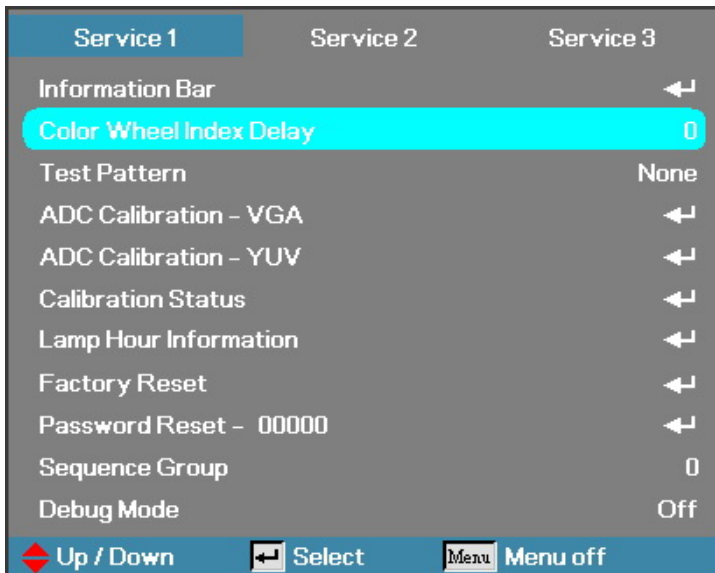 Service 1 Service 2 Service 3
Information Bar
Color Wheel Index Delay 0
Test Pattern None
ADC Calibration – VGA
ADC Calibration – YUV
Calibration Status
Lamp Hour Information
Factory Reset
Password Reset – 00000
Sequence Group 0
Debug Mode Off
Up / Down Select Menu Menu off